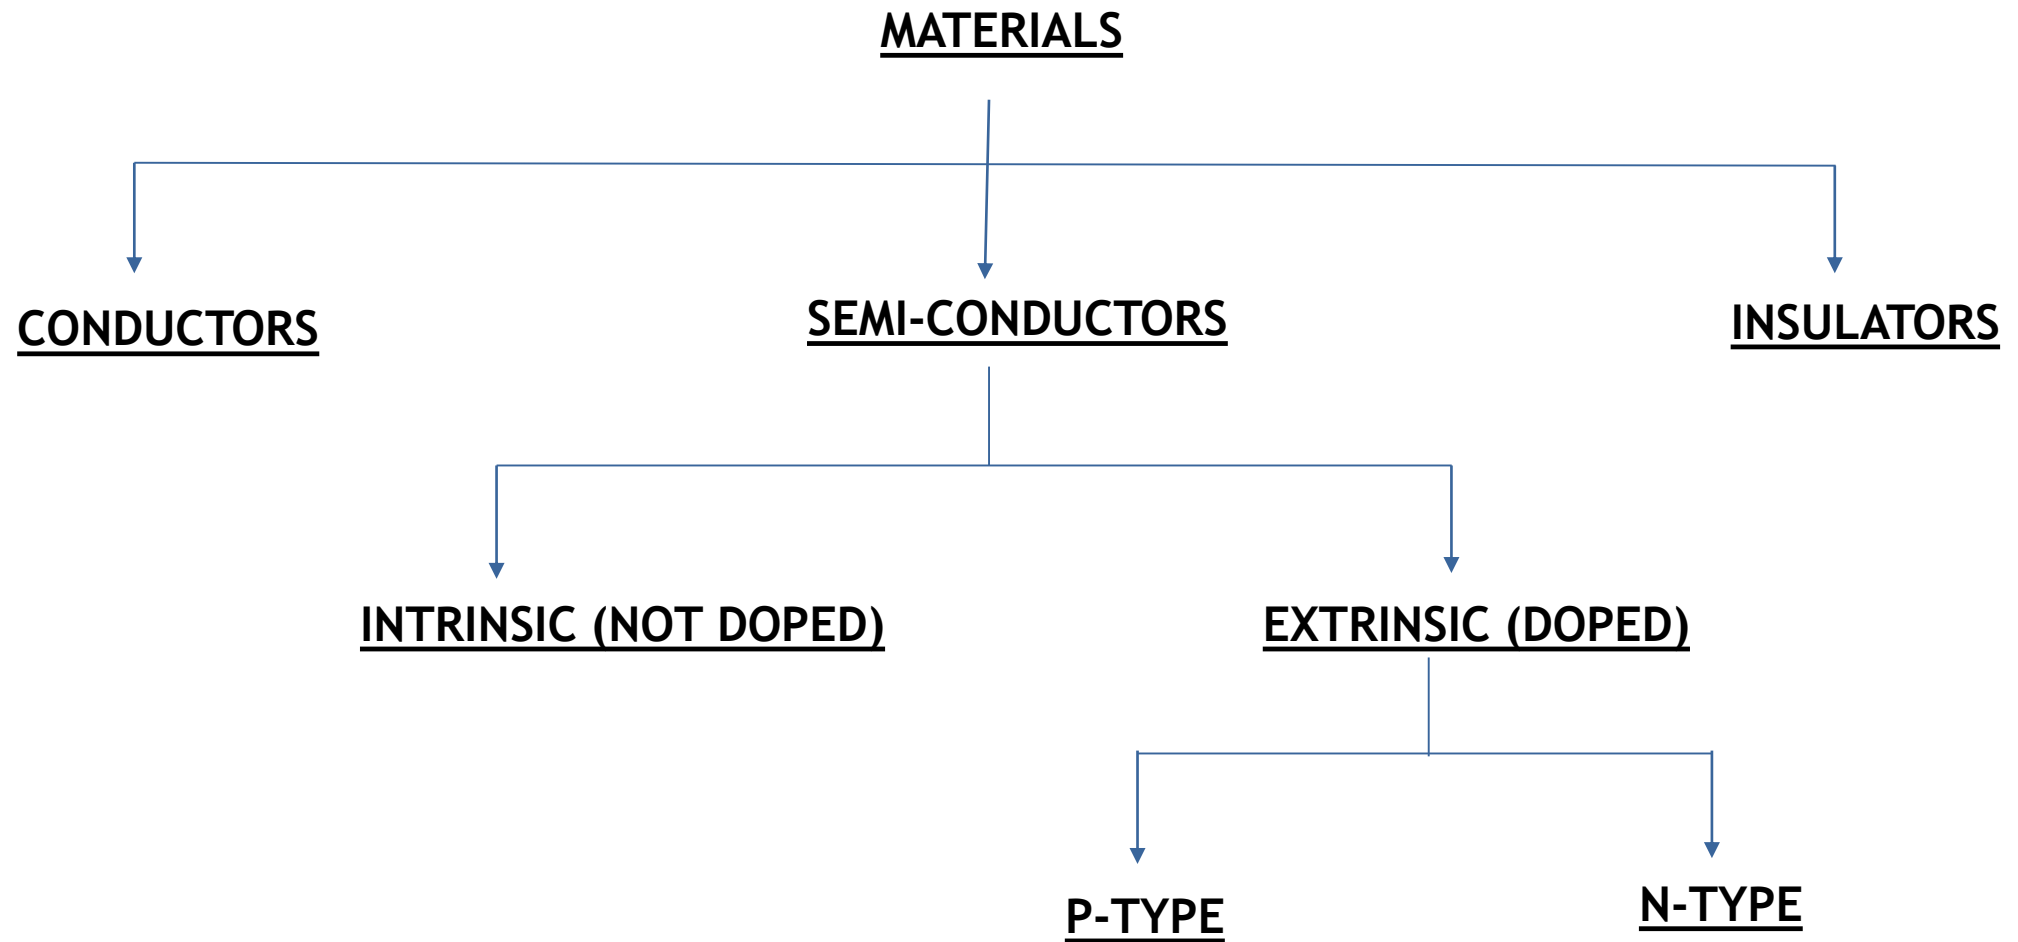 MATERIALS
CONDUCTORS
SEMI-CONDUCTORS
INSULATORS
INTRINSIC (NOT DOPED)
EXTRINSIC (DOPED)
P-TYPE
N-TYPE